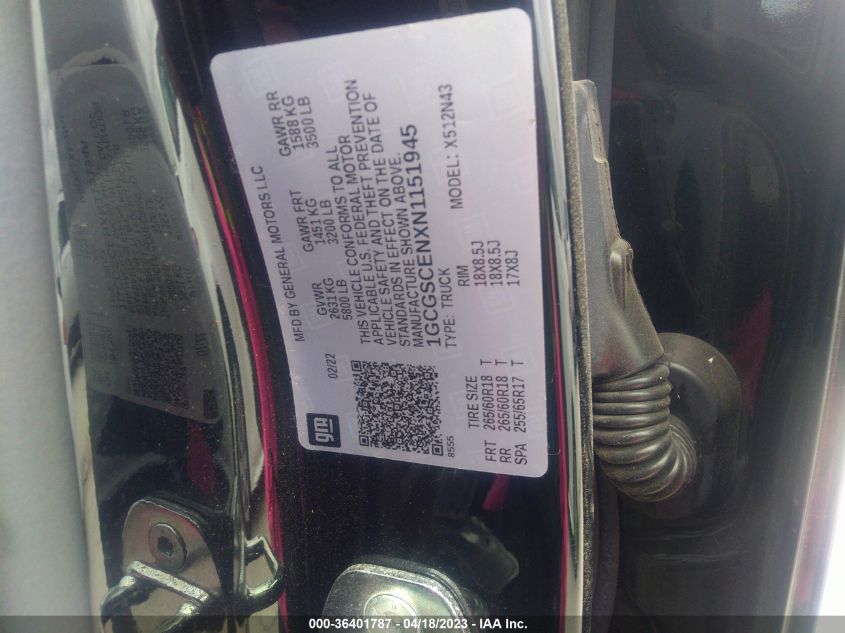 MFD BY GENERAL MOTORS LLC
02/22
GVWR GAWR FRT GAWR RR
2631 KG 1451 KG 1588 KG
5800 LB 3200 LB 3500 LB
THIS VEHICLE CONFORMS TO ALL
APPLICABLE U.S. FEDERAL MOTOR
VEHICLE SAFETY AND THEFT PREVENTION
STANDARDS IN EFFECT ON THE DATE OF
MANUFACTURE SHOWN ABOVE.
1GCGSCENXN1151945
TYPE: TRUCK MODEL: X512N43
gm
8555
TIRE SIZE RIM
FRT 265/60R18 T 18X8.5J
RR 265/60R18 T 18X8.5J
SPA 255/65R17 T 17X8J
000-36401787 - 04/18/2023 - IAA Inc.